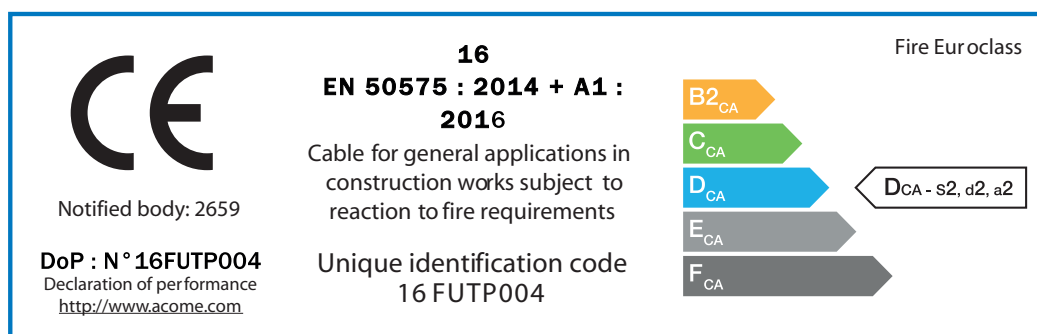 CE
Notified body: 2659
DoP : N°16FUTP004
Declaration of performance
http://www.acome.com
16
EN 50575 : 2014 + A1 :
2016
Cable for general applications in
construction works subject to
reaction to fire requirements
Unique identification code
16 FUTP004
Fire Euroclass
B2CA
CCA
DCA
DCA - s2, d2, a2
ECA
FCA